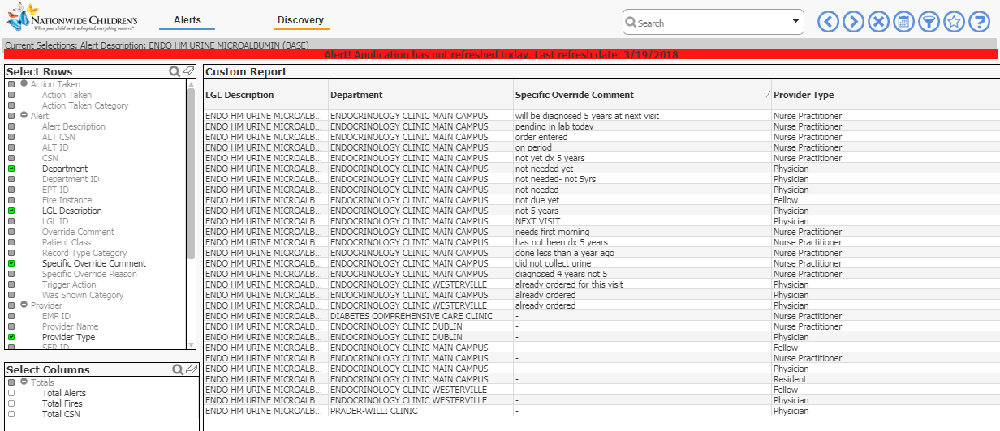 NATIONWIDE CHILDREN'S
When your child needs a hospital, everything matters.™
Alerts
Discovery
Search
Current Selections: Alert Description: ENDO HM URINE MICROALBUMIN (BASE)
Alert! Application has not refreshed today. Last refresh date: 3/19/2018
Select Rows
Action Taken
Action Taken
Action Taken Category
Alert
Alert Description
ALT CSN
ALT ID
CSN
Department
Department ID
EPT ID
Fire Instance
LGL Description
LGL ID
Override Comment
Patient Class
Record Type Category
Specific Override Comment
Specific Override Reason
Trigger Action
Was Shown Category
Provider
EMP ID
Provider Name
Provider Type
SER ID
Select Columns
Totals
Total Alerts
Total Fires
Total CSN
Custom Report
LGL Description Department Specific Override Comment Provider Type
ENDO HM URINE MICROALB... ENDOCRINOLOGY CLINIC MAIN CAMPUS will be diagnosed 5 years at next visit Nurse Practitioner
ENDO HM URINE MICROALB... ENDOCRINOLOGY CLINIC MAIN CAMPUS pending in lab today Nurse Practitioner
ENDO HM URINE MICROALB... ENDOCRINOLOGY CLINIC MAIN CAMPUS order entered Nurse Practitioner
ENDO HM URINE MICROALB... ENDOCRINOLOGY CLINIC MAIN CAMPUS on period Nurse Practitioner
ENDO HM URINE MICROALB... ENDOCRINOLOGY CLINIC MAIN CAMPUS not yet dx 5 years Nurse Practitioner
ENDO HM URINE MICROALB... ENDOCRINOLOGY CLINIC MAIN CAMPUS not needed yet Physician
ENDO HM URINE MICROALB... ENDOCRINOLOGY CLINIC MAIN CAMPUS not needed- not 5yrs Physician
ENDO HM URINE MICROALB... ENDOCRINOLOGY CLINIC MAIN CAMPUS not needed Physician
ENDO HM URINE MICROALB... ENDOCRINOLOGY CLINIC MAIN CAMPUS not due yet Fellow
ENDO HM URINE MICROALB... ENDOCRINOLOGY CLINIC MAIN CAMPUS not 5 years Physician
ENDO HM URINE MICROALB... ENDOCRINOLOGY CLINIC MAIN CAMPUS NEXT VISIT Physician
ENDO HM URINE MICROALB... ENDOCRINOLOGY CLINIC MAIN CAMPUS needs first morning Nurse Practitioner
ENDO HM URINE MICROALB... ENDOCRINOLOGY CLINIC MAIN CAMPUS has not been dx 5 years Nurse Practitioner
ENDO HM URINE MICROALB... ENDOCRINOLOGY CLINIC MAIN CAMPUS done less than a year ago Nurse Practitioner
ENDO HM URINE MICROALB... ENDOCRINOLOGY CLINIC MAIN CAMPUS did not collect urine Nurse Practitioner
ENDO HM URINE MICROALB... ENDOCRINOLOGY CLINIC MAIN CAMPUS diagnosed 4 years not 5 Nurse Practitioner
ENDO HM URINE MICROALB... ENDOCRINOLOGY CLINIC WESTERVILLE already ordered for this visit Physician
ENDO HM URINE MICROALB... ENDOCRINOLOGY CLINIC MAIN CAMPUS already ordered Physician
ENDO HM URINE MICROALB... ENDOCRINOLOGY CLINIC WESTERVILLE already ordered Physician
ENDO HM URINE MICROALB... DIABETES COMPREHENSIVE CARE CLINIC - Nurse Practitioner
ENDO HM URINE MICROALB... ENDOCRINOLOGY CLINIC DUBLIN - Nurse Practitioner
ENDO HM URINE MICROALB... ENDOCRINOLOGY CLINIC DUBLIN - Physician
ENDO HM URINE MICROALB... ENDOCRINOLOGY CLINIC MAIN CAMPUS - Fellow
ENDO HM URINE MICROALB... ENDOCRINOLOGY CLINIC MAIN CAMPUS - Nurse Practitioner
ENDO HM URINE MICROALB... ENDOCRINOLOGY CLINIC MAIN CAMPUS - Physician
ENDO HM URINE MICROALB... ENDOCRINOLOGY CLINIC MAIN CAMPUS - Resident
ENDO HM URINE MICROALB... ENDOCRINOLOGY CLINIC WESTERVILLE - Fellow
ENDO HM URINE MICROALB... ENDOCRINOLOGY CLINIC WESTERVILLE - Physician
ENDO HM URINE MICROALB... PRADER-WILLI CLINIC - Physician